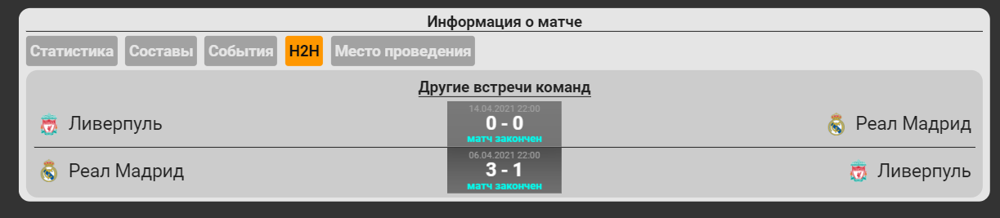 Информация о матче
Статистика Составы События H2H Место проведения
Другие встречи команд
14.04.2021 22:00
Ливерпуль 0 - 0 Реал Мадрид
матч закончен
06.04.2021 22:00
Реал Мадрид 3 - 1 Ливерпуль
матч закончен